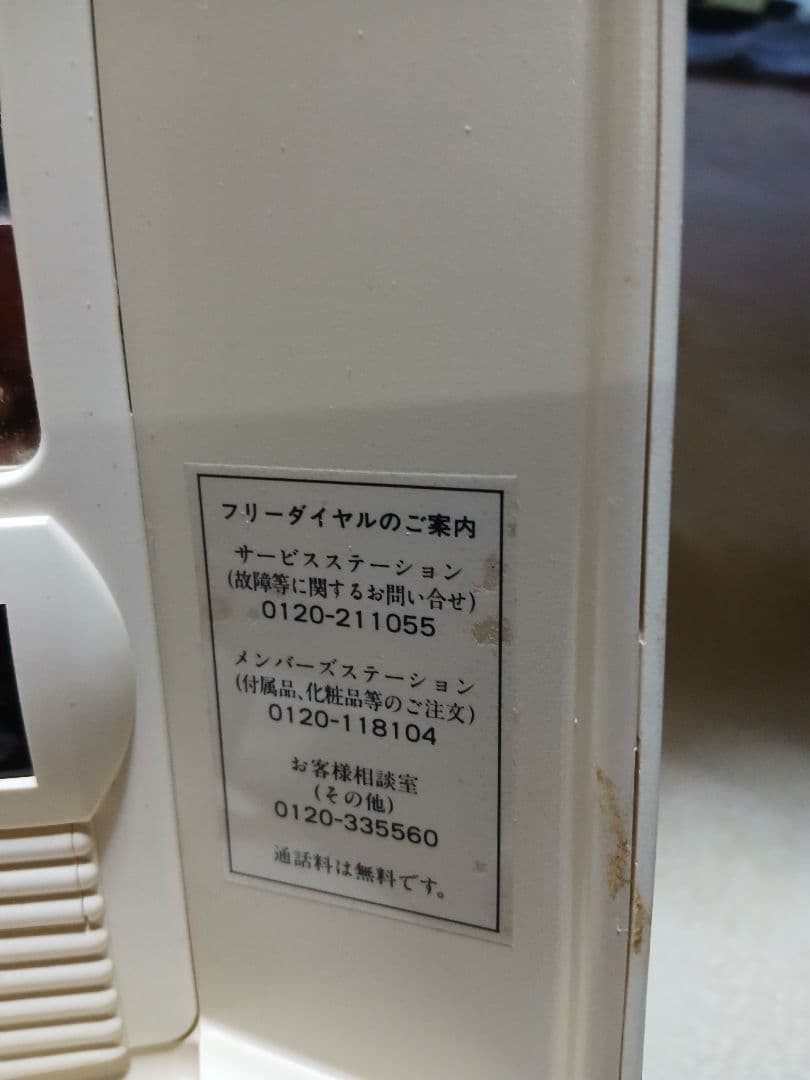 フリーダイヤルのご案内
サービスステーション
(故障等に関するお問い合せ)
0120-211055
メンバーズステーション
(付属品、化粧品等のご注文)
0120-118104
お客様相談室
(その他)
0120-335560
通話料は無料です。